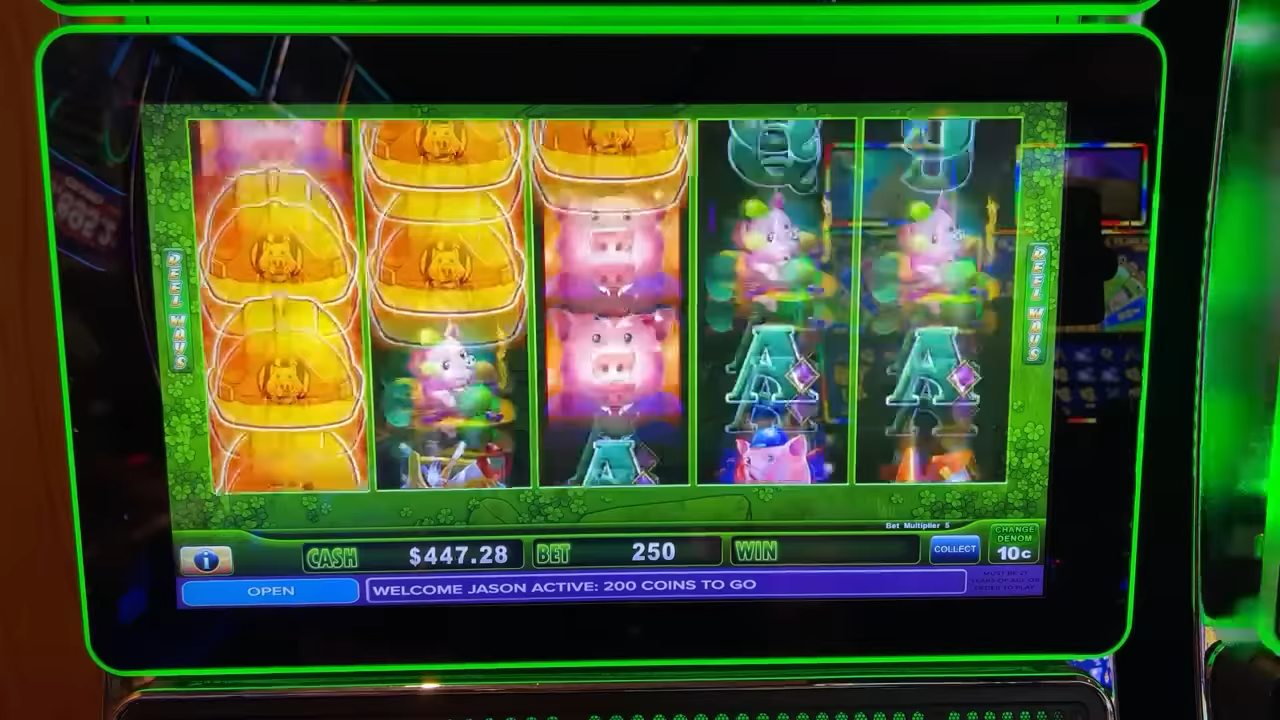 REEL WAYS
REEL WAYS
A
A
A
Bet Multiplier 5
CASH $447.28 BET 250 WIN
COLLECT
CHANGE
DENOM
10¢
OPEN
WELCOME JASON ACTIVE: 200 COINS TO GO